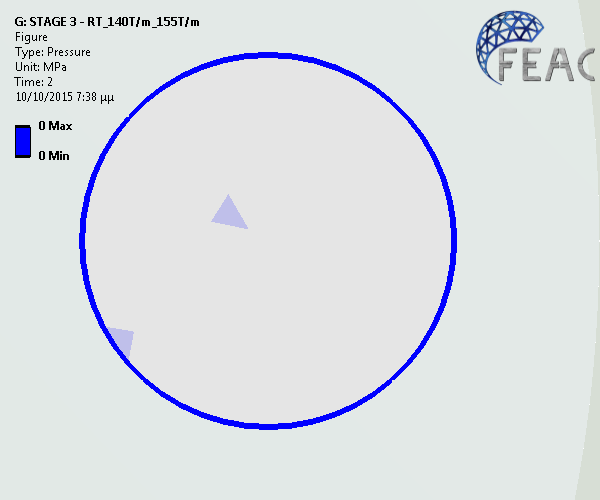 G: STAGE 3 - RT_140T/m_155T/m
Figure
Type: Pressure
Unit: MPa
Time: 2
10/10/2015 7:38 μμ
0 Max
0 Min
FEAC